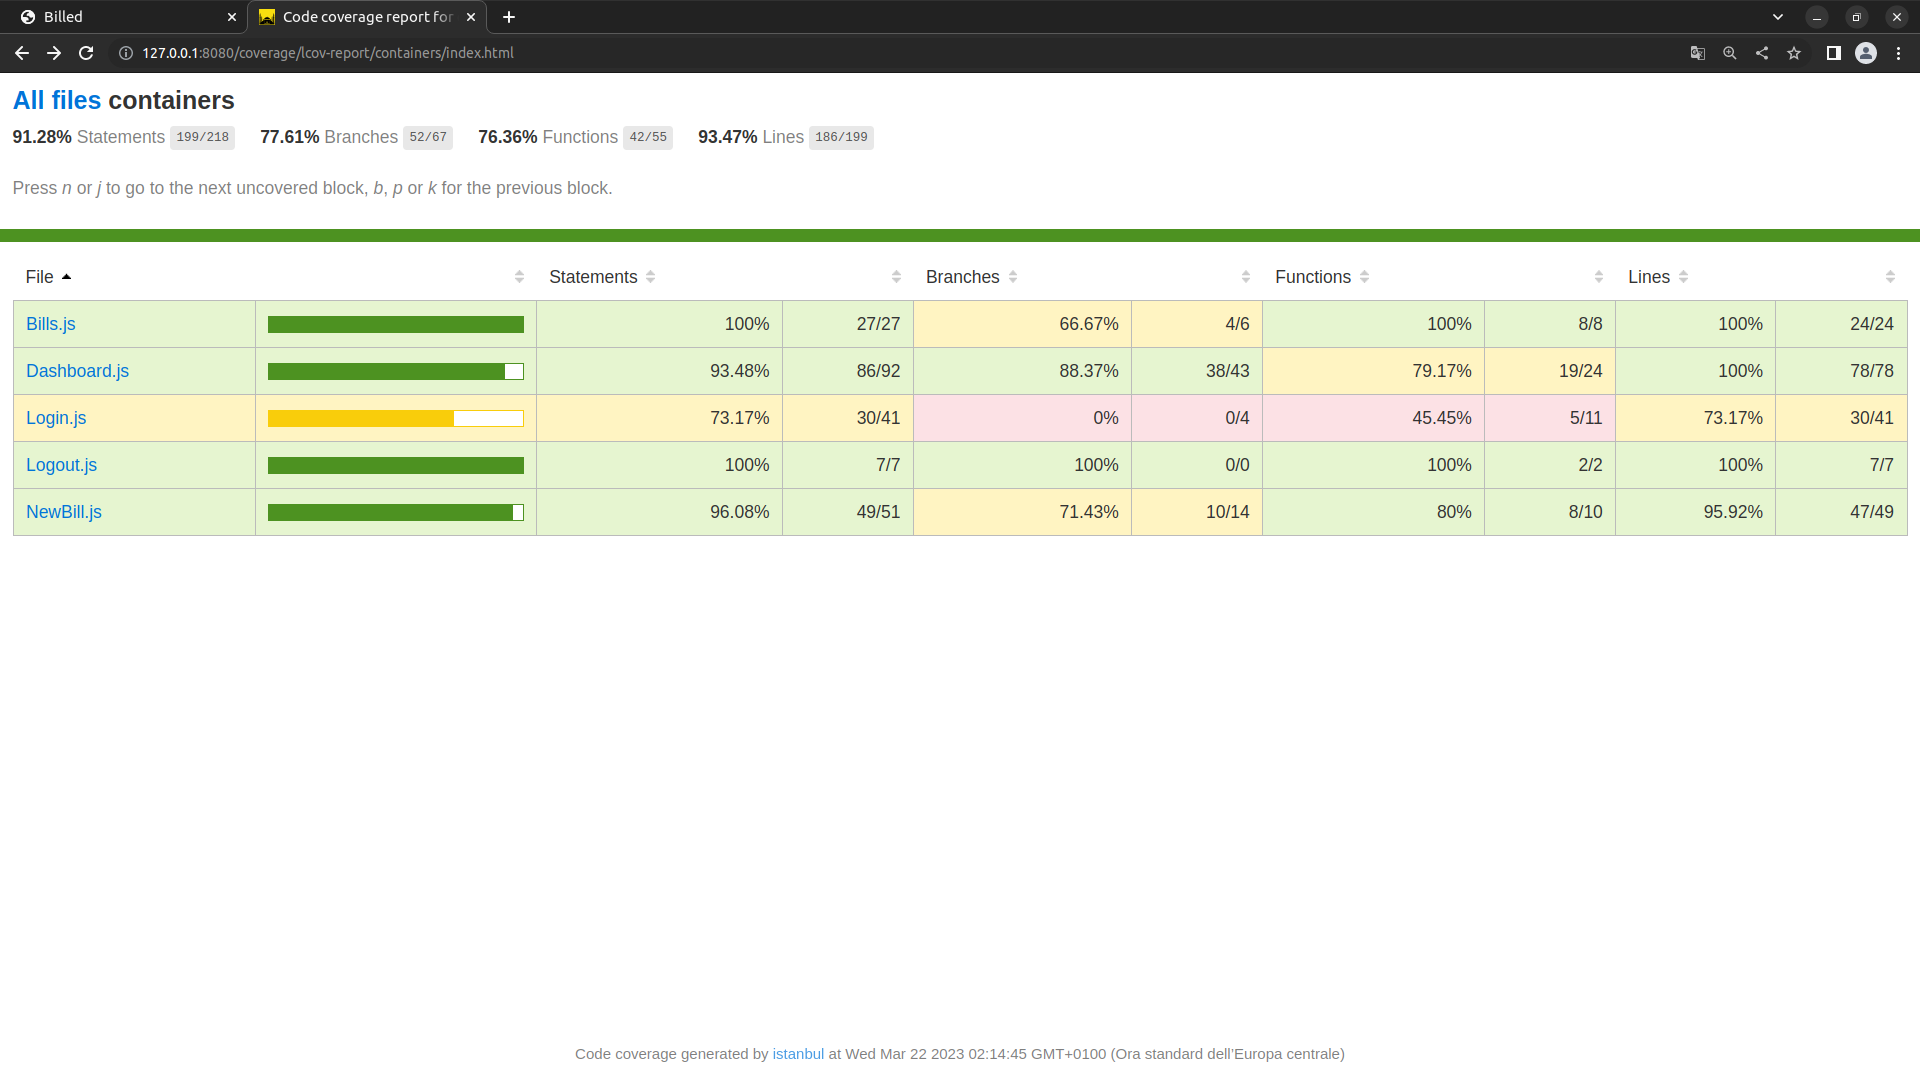 Billed
Code coverage report for
127.0.0.1:8080/coverage/lcov-report/containers/index.html
All files containers
91.28% Statements 199/218 77.61% Branches 52/67 76.36% Functions 42/55 93.47% Lines 186/199
Press n or j to go to the next uncovered block, b, p or k for the previous block.
File Statements Branches Functions Lines
Bills.js 100% 27/27 66.67% 4/6 100% 8/8 100% 24/24
Dashboard.js 93.48% 86/92 88.37% 38/43 79.17% 19/24 100% 78/78
Login.js 73.17% 30/41 0% 0/4 45.45% 5/11 73.17% 30/41
Logout.js 100% 7/7 100% 0/0 100% 2/2 100% 7/7
NewBill.js 96.08% 49/51 71.43% 10/14 80% 8/10 95.92% 47/49
Code coverage generated by istanbul at Wed Mar 22 2023 02:14:45 GMT+0100 (Ora standard dell’Europa centrale)